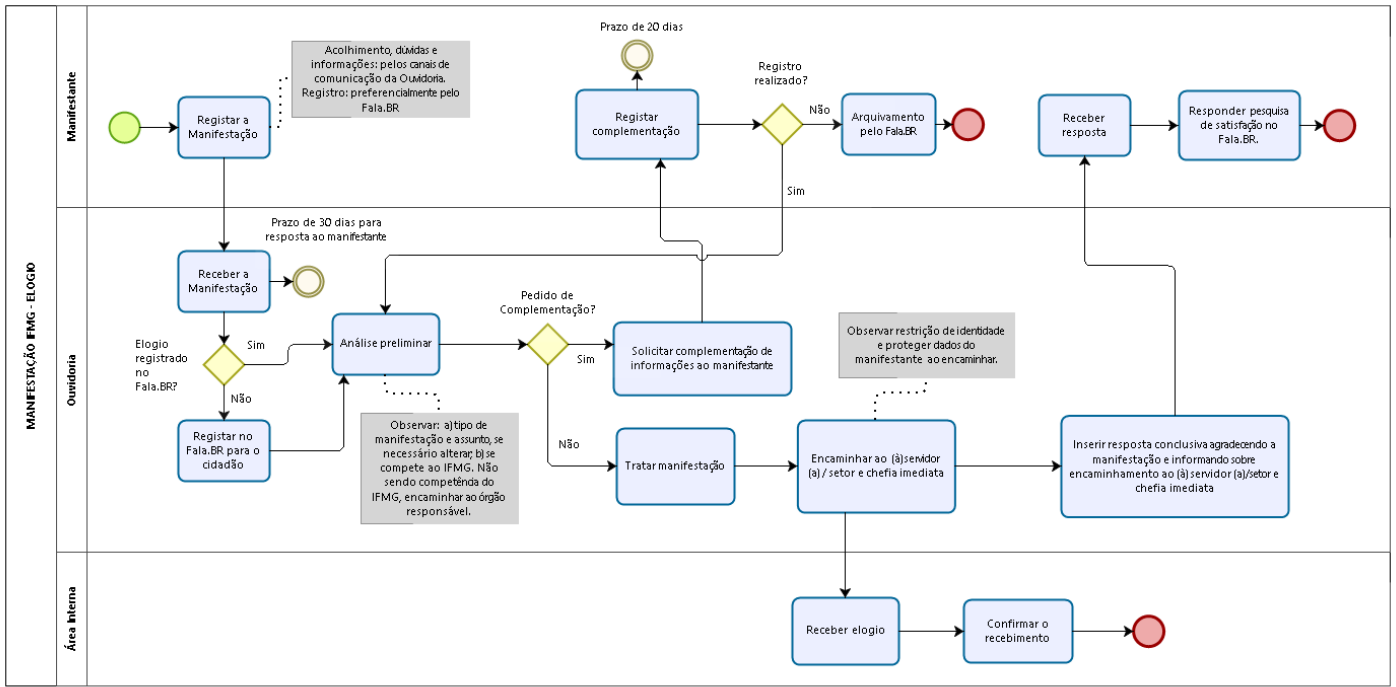 MANIFESTAÇÃO IFMG - ELOGIO
Manifestante
Registar a
Manifestação
Acolhimento, dúvidas e
informações: pelos canais de
comunicação da Ouvidoria.
Registro: preferencialmente pelo
Fala.BR
Prazo de 20 dias
Registar
complementação
Registro
realizado?
Não
Sim
Arquivamento
pelo Fala.BR
Receber
resposta
Responder pesquisa
de satisfação no
Fala.BR.
Ouvidoria
Prazo de 30 dias para
resposta ao manifestante
Receber a
Manifestação
Elogio
registrado
no
Fala.BR?
Sim
Não
Registar no
Fala.BR para o
cidadão
Análise preliminar
Observar: a)tipo de
manifestação e assunto, se
necessário alterar; b)se
compete ao IFMG. Não
sendo competência do
IFMG, encaminhar ao órgão
responsável.
Pedido de
Complementação?
Sim
Não
Solicitar complementação de
informações ao manifestante
Tratar manifestação
Observar restrição de identidade
e proteger dados do
manifestante ao encaminhar.
Encaminhar ao (à)servidor
(a) / setor e chefia imediata
Inserir resposta conclusiva agradecendo a
manifestação e informando sobre
encaminhamento ao (à)servidor (a)/setor e
chefia imediata
Área Interna
Receber elogio
Confirmar o
recebimento